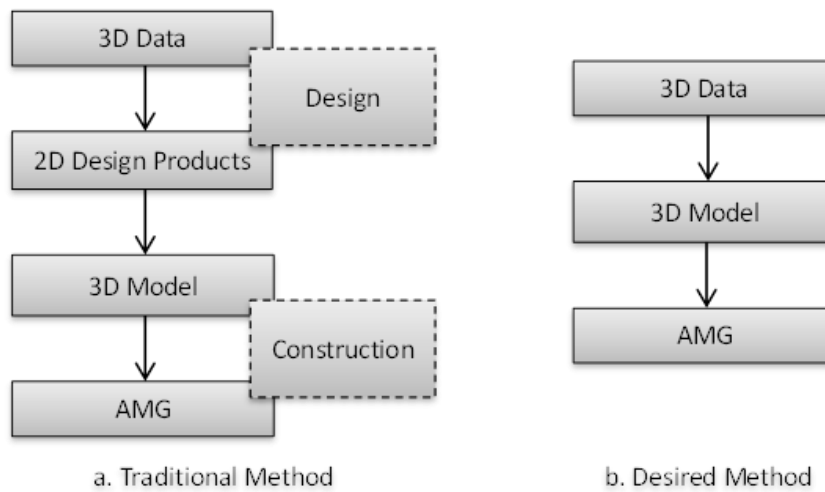 3D Data
Design
2D Design Products
3D Model
Construction
AMG
a. Traditional Method
3D Data
3D Model
AMG
b. Desired Method